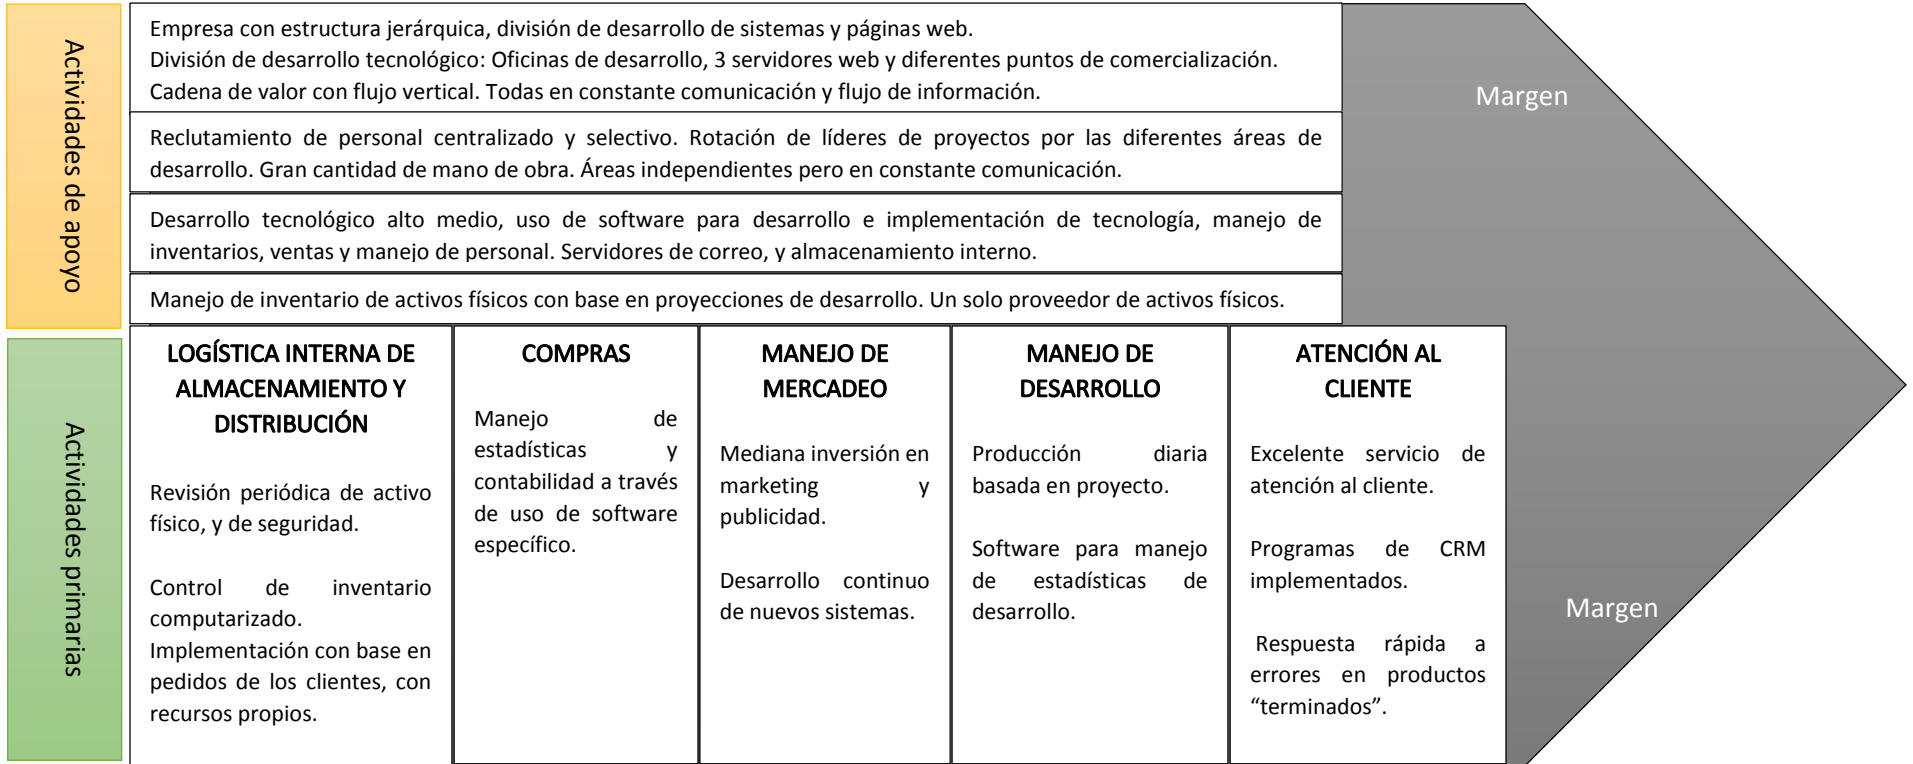 Actividades de apoyo
Empresa con estructura jerárquica, división de desarrollo de sistemas y páginas web.
División de desarrollo tecnológico: Oficinas de desarrollo, 3 servidores web y diferentes puntos de comercialización.
Cadena de valor con flujo vertical. Todas en constante comunicación y flujo de información.
Reclutamiento de personal centralizado y selectivo. Rotación de líderes de proyectos por las diferentes áreas de
desarrollo. Gran cantidad de mano de obra. Áreas independientes pero en constante comunicación.
Desarrollo tecnológico alto medio, uso de software para desarrollo e implementación de tecnología, manejo de
inventarios, ventas y manejo de personal. Servidores de correo, y almacenamiento interno.
Manejo de inventario de activos físicos con base en proyecciones de desarrollo. Un solo proveedor de activos físicos.
Margen
Actividades primarias
LOGÍSTICA INTERNA DE
ALMACENAMIENTO Y
DISTRIBUCIÓN
Revisión periódica de activo
físico, y de seguridad.
Control de inventario
computarizado.
Implementación con base en
pedidos de los clientes, con
recursos propios.
COMPRAS
Manejo de
estadísticas y
contabilidad a través
de uso de software
específico.
MANEJO DE
MERCADEO
Mediana inversión en
marketing y
publicidad.
Desarrollo continuo
de nuevos sistemas.
MANEJO DE
DESARROLLO
Producción diaria
basada en proyecto.
Software para manejo
de estadísticas de
desarrollo.
ATENCIÓN AL
CLIENTE
Excelente servicio de
atención al cliente.
Programas de CRM
implementados.
Respuesta rápida a
errores en productos
“terminados”.
Margen